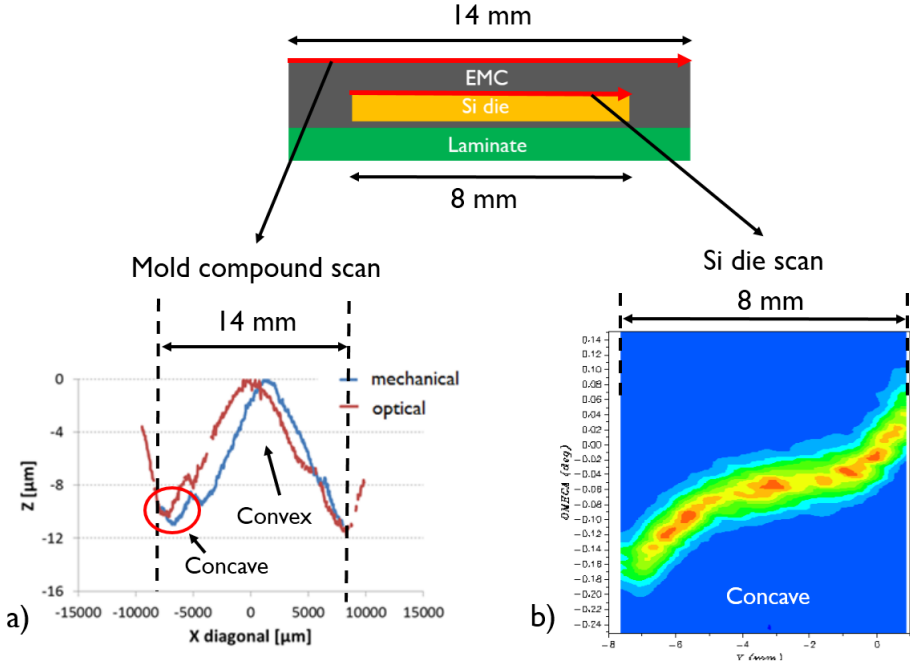 14 mm
EMC
Si die
Laminate
8 mm
Mold compound scan
Si die scan
14 mm
8 mm
mechanical
optical
Z [µm]
0
-4
-8
-12
-16
Convex
Concave
-15000 -10000 -5000 0 5000 10000 15000
X diagonal [µm]
a)
OMEGA (deg)
0.14
0.12
0.10
0.08
0.06
0.04
0.02
0.00
-0.02
-0.04
-0.06
-0.08
-0.10
-0.12
-0.14
-0.16
-0.18
-0.20
-0.22
-0.24
Concave
-8 -6 -4 -2 0
b)